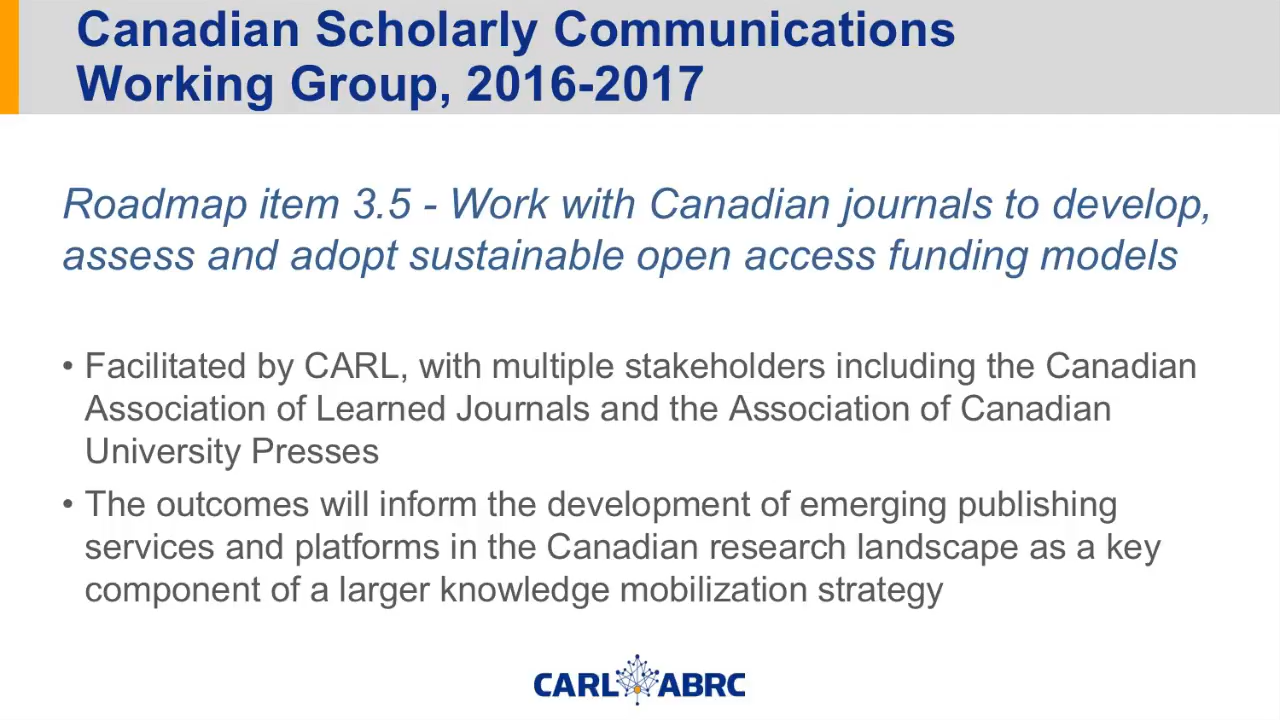 Canadian Scholarly Communications
Working Group, 2016-2017
Roadmap item 3.5 - Work with Canadian journals to develop,
assess and adopt sustainable open access funding models
• Facilitated by CARL, with multiple stakeholders including the Canadian
Association of Learned Journals and the Association of Canadian
University Presses
• The outcomes will inform the development of emerging publishing
services and platforms in the Canadian research landscape as a key
component of a larger knowledge mobilization strategy
CARL ABRC